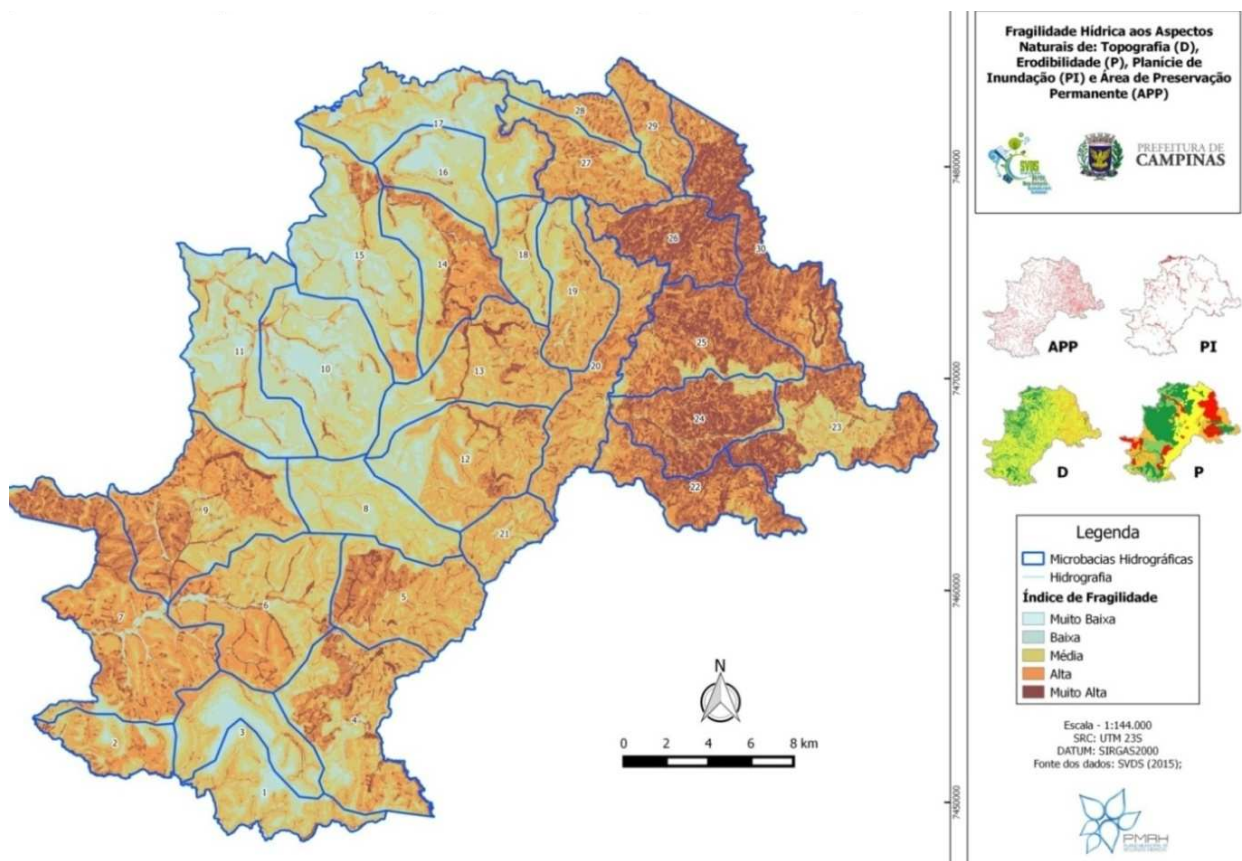 Fragilidade Hídrica aos Aspectos
Naturais de: Topografia (D),
Erodibilidade (P), Planície de
Inundação (PI) e Área de Preservação
Permanente (APP)
SVDS
PREFEITURA DE
CAMPINAS
28
29
17
27
16
7480000
26
30
18
15
14
19
25
11
10
13
20
7470000
24
23
12
22
9
8
21
5
6
7
7460000
4
2
3
1
7450000
N
0 2 4 6 8 km
APP
PI
D
P
Legenda
Microbacias Hidrográficas
Hidrografia
Índice de Fragilidade
Muito Baixa
Baixa
Média
Alta
Muito Alta
Escala - 1:144.000
SRC: UTM 23S
DATUM: SIRGAS2000
Fonte dos dados: SVDS (2015);
PMRH